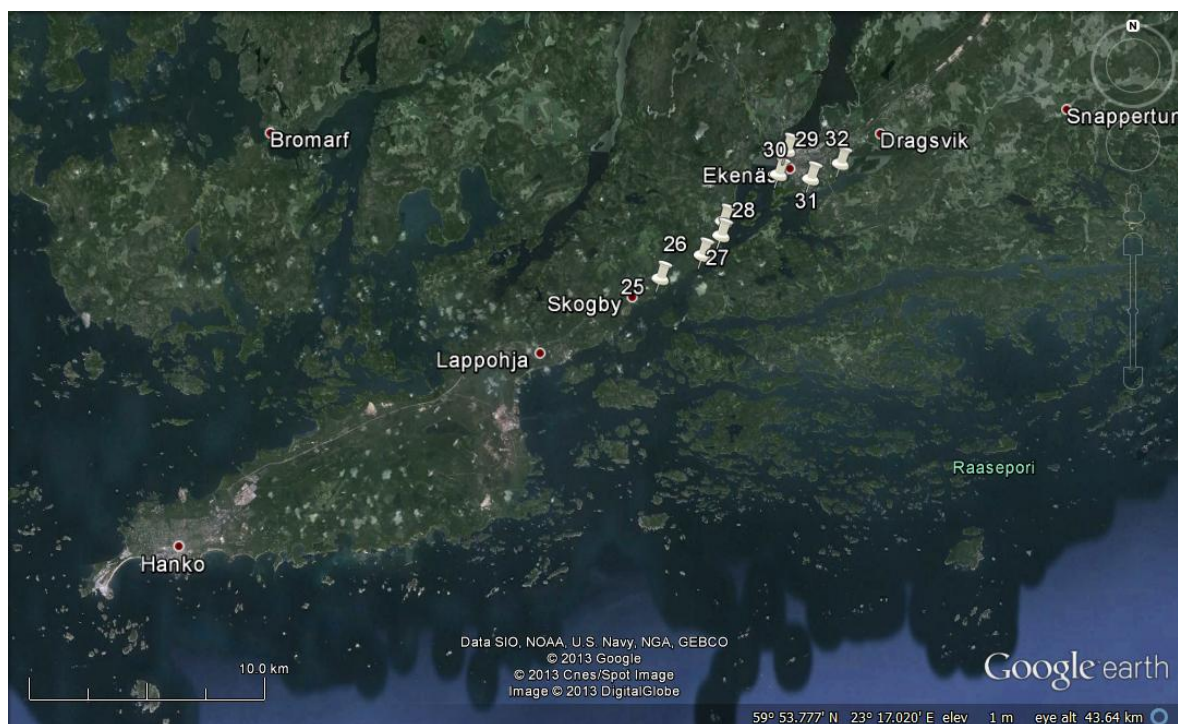 N
Bromarf
Snappertun
29
32
Dragsvik
30
Ekenäs
31
28
26
27
25
Skogby
Lappohja
Raasepori
Hanko
Data SIO, NOAA, U.S. Navy, NGA, GEBCO
© 2013 Google
© 2013 Cnes/Spot Image
Image © 2013 DigitalGlobe
10.0 km
Google earth
59° 53.777' N 23° 17.020' E elev 1 m eye alt 43.64 km